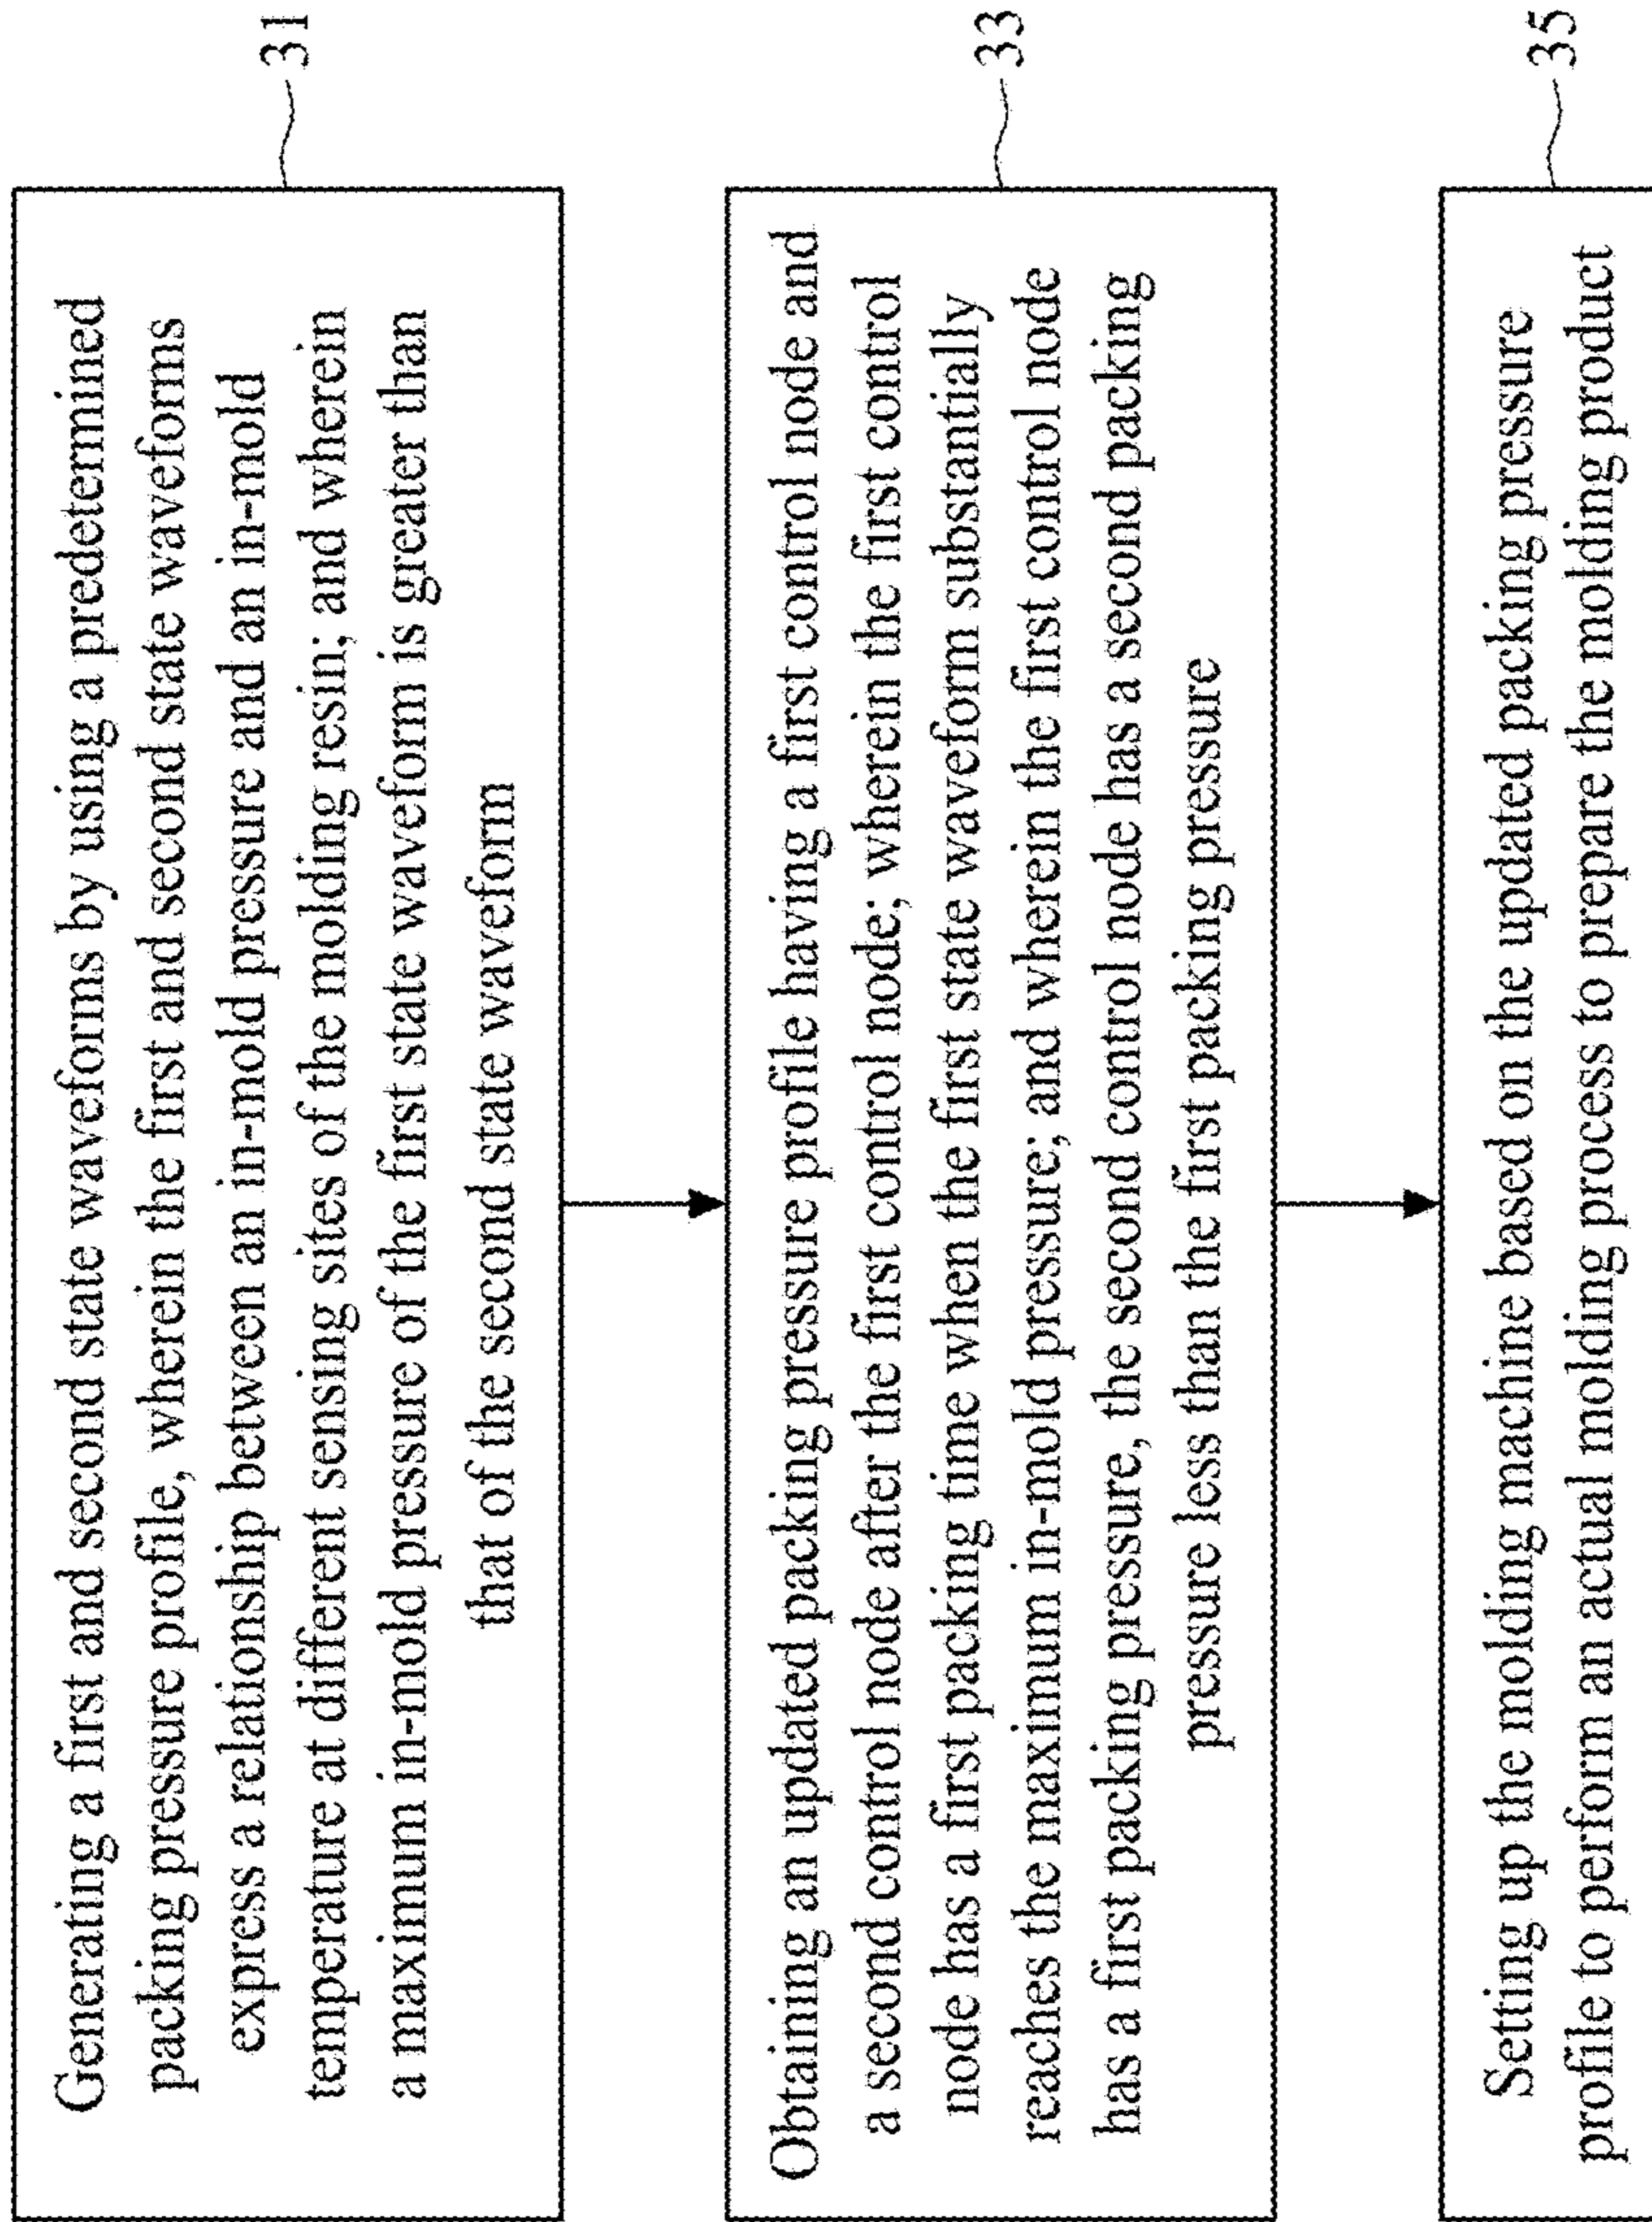 Generating a first and second state waveforms by using a predetermined
packing pressure profile, wherein the first and second state waveforms
express a relationship between an in-mold pressure and an in-mold
temperature at different sensing sites of the molding resin; and wherein
a maximum in-mold pressure of the first state waveform is greater than
that of the second state waveform
31
Obtaining an updated packing pressure profile having a first control node and
a second control node after the first control node; wherein the first control
node has a first packing time when the first state waveform substantially
reaches the maximum in-mold pressure; and wherein the first control node
has a first packing pressure, the second control node has a second packing
pressure less than the first packing pressure
33
Setting up the molding machine based on the updated packing pressure
profile to perform an actual molding process to prepare the molding product
35